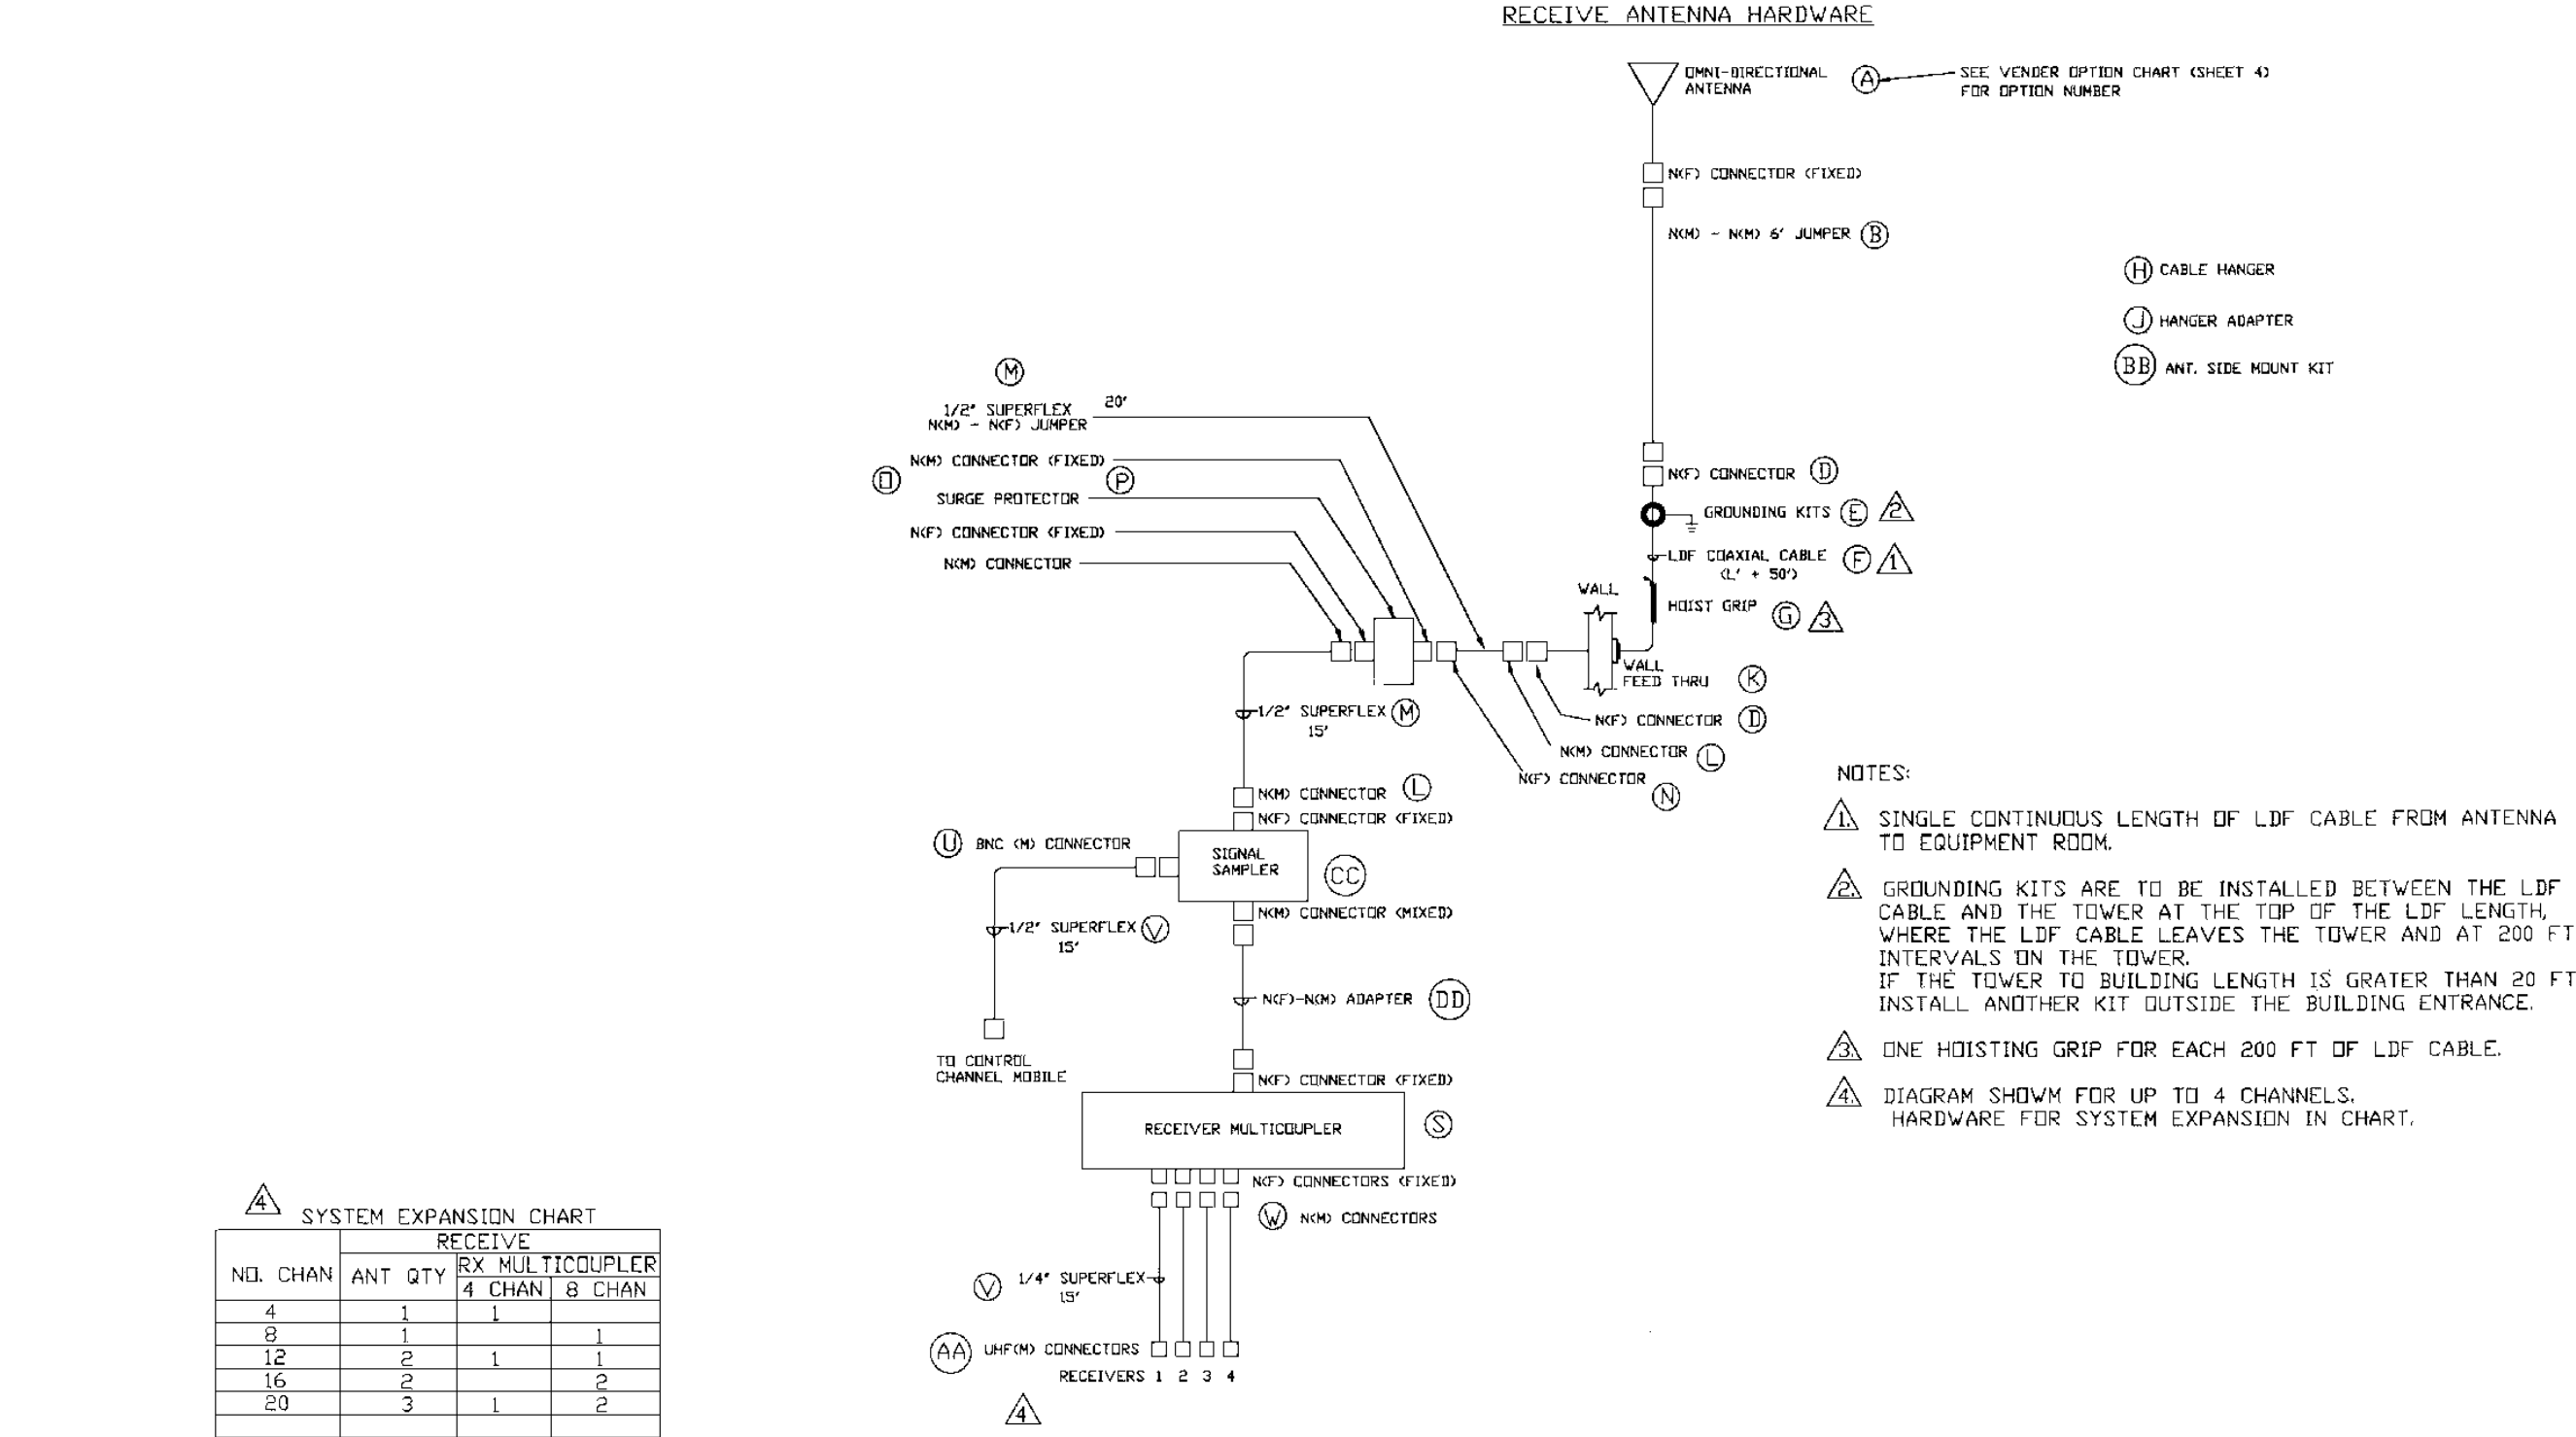 RECEIVE ANTENNA HARDWARE
OMNI-DIRECTIONAL
ANTENNA
A
SEE VENDER OPTION CHART (SHEET 4)
FOR OPTION NUMBER
N(F) CONNECTOR (FIXED)
N(M) - N(M) 6' JUMPER B
H CABLE HANGER
J HANGER ADAPTER
BB ANT. SIDE MOUNT KIT
M
1/2" SUPERFLEX 20'
N(M) - N(F) JUMPER
N(M) CONNECTOR (FIXED)
O
P
SURGE PROTECTOR
N(F) CONNECTOR (FIXED)
N(M) CONNECTOR
N(F) CONNECTOR D
GROUNDING KITS E 2
LDF COAXIAL CABLE F 1
(L' + 50')
WALL
HOIST GRIP G 3
WALL
FEED THRU K
N(F) CONNECTOR D
N(M) CONNECTOR L
N(F) CONNECTOR
N
1/2" SUPERFLEX M
15'
N(M) CONNECTOR L
N(F) CONNECTOR (FIXED)
U BNC (M) CONNECTOR
SIGNAL
SAMPLER
CC
N(M) CONNECTOR (MIXED)
1/2" SUPERFLEX V
15'
N(F)-N(M) ADAPTER DD
TO CONTROL
CHANNEL MOBILE
N(F) CONNECTOR (FIXED)
RECEIVER MULTICOUPLER S
N(F) CONNECTORS (FIXED)
W N(M) CONNECTORS
V 1/4" SUPERFLEX
15'
AA UHF(M) CONNECTORS
RECEIVERS 1 2 3 4
4
NOTES:
1. SINGLE CONTINUOUS LENGTH OF LDF CABLE FROM ANTENNA
TO EQUIPMENT ROOM.
2. GROUNDING KITS ARE TO BE INSTALLED BETWEEN THE LDF
CABLE AND THE TOWER AT THE TOP OF THE LDF LENGTH,
WHERE THE LDF CABLE LEAVES THE TOWER AND AT 200 FT
INTERVALS ON THE TOWER.
IF THE TOWER TO BUILDING LENGTH IS GRATER THAN 20 FT
INSTALL ANOTHER KIT OUTSIDE THE BUILDING ENTRANCE.
3. ONE HOISTING GRIP FOR EACH 200 FT OF LDF CABLE.
4. DIAGRAM SHOWM FOR UP TO 4 CHANNELS.
HARDWARE FOR SYSTEM EXPANSION IN CHART.
4 SYSTEM EXPANSION CHART
RECEIVE
NO. CHAN ANT QTY RX MULTICOUPLER
4 CHAN 8 CHAN
4 1 1
8 1 1
12 2 1 1
16 2 2
20 3 1 2